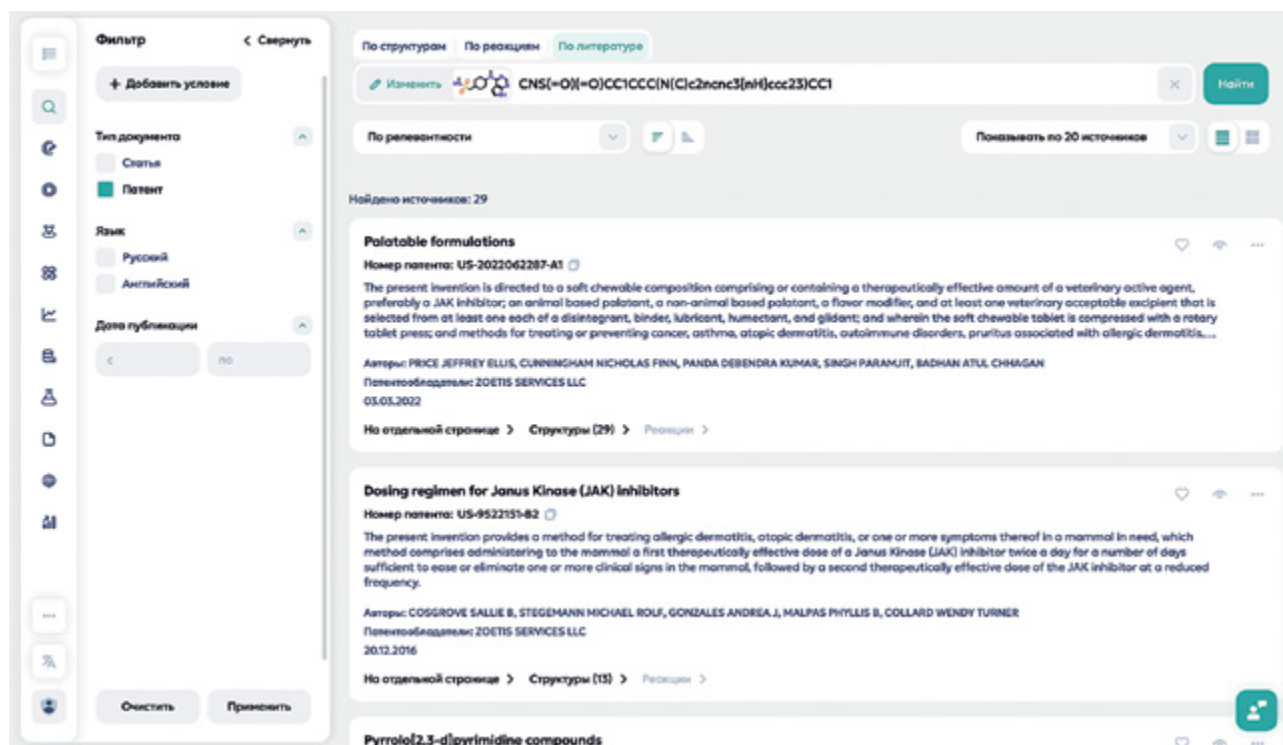 Фильтр
Свернуть
+ Добавить условие
Тип документа
Статья
Патент
Язык
Русский
Английский
Дата публикации
с
по
Очистить
Применить
По структурам
По реакциям
По литературе
Изменить
CNS(=O)(=O)CC1CCC(N(C)c2ncnc3[nH]ccc23)CC1
Найти
По релевантности
Показывать по 20 источников
Найдено источников: 29
Palatable formulations
Номер патента: US-2022062287-A1
The present invention is directed to a soft chewable composition comprising or containing a therapeutically effective amount of a veterinary active agent,
preferably a JAK inhibitor; an animal based palatant, a non-animal based palatant, a flavor modifier, and at least one veterinary acceptable excipient that is
selected from at least one each of a disintegrant, binder, lubricant, humectant, and glidant; and wherein the soft chewable tablet is compressed with a rotary
tablet press; and methods for treating or preventing cancer, asthma, atopic dermatitis, autoimmune disorders, pruritus associated with allergic dermatitis,...
Авторы: PRICE JEFFREY ELLIS, CUNNINGHAM NICHOLAS FINN, PANDA DEBENDRA KUMAR, SINGH PARAMJIT, BADHAN ATUL CHHAGAN
Патентообладатели: ZOETIS SERVICES LLC
03.03.2022
На отдельной странице
Структуры (29)
Реакции
Dosing regimen for Janus Kinase (JAK) inhibitors
Номер патента: US-9522151-B2
The present invention provides a method for treating allergic dermatitis, atopic dermatitis, or one or more symptoms thereof in a mammal in need, which
method comprises administering to the mammal a first therapeutically effective dose of a Janus Kinase (JAK) inhibitor twice a day for a number of days
sufficient to ease or eliminate one or more clinical signs in the mammal, followed by a second therapeutically effective dose of the JAK inhibitor at a reduced
frequency.
Авторы: COSGROVE SALLIE B, STEGEMANN MICHAEL ROLF, GONZALES ANDREA J, MALPAS PHYLLIS B, COLLARD WENDY TURNER
Патентообладатели: ZOETIS SERVICES LLC
20.12.2016
На отдельной странице
Структуры (13)
Реакции
Pyrrolo[2,3-d]pyrimidine compounds